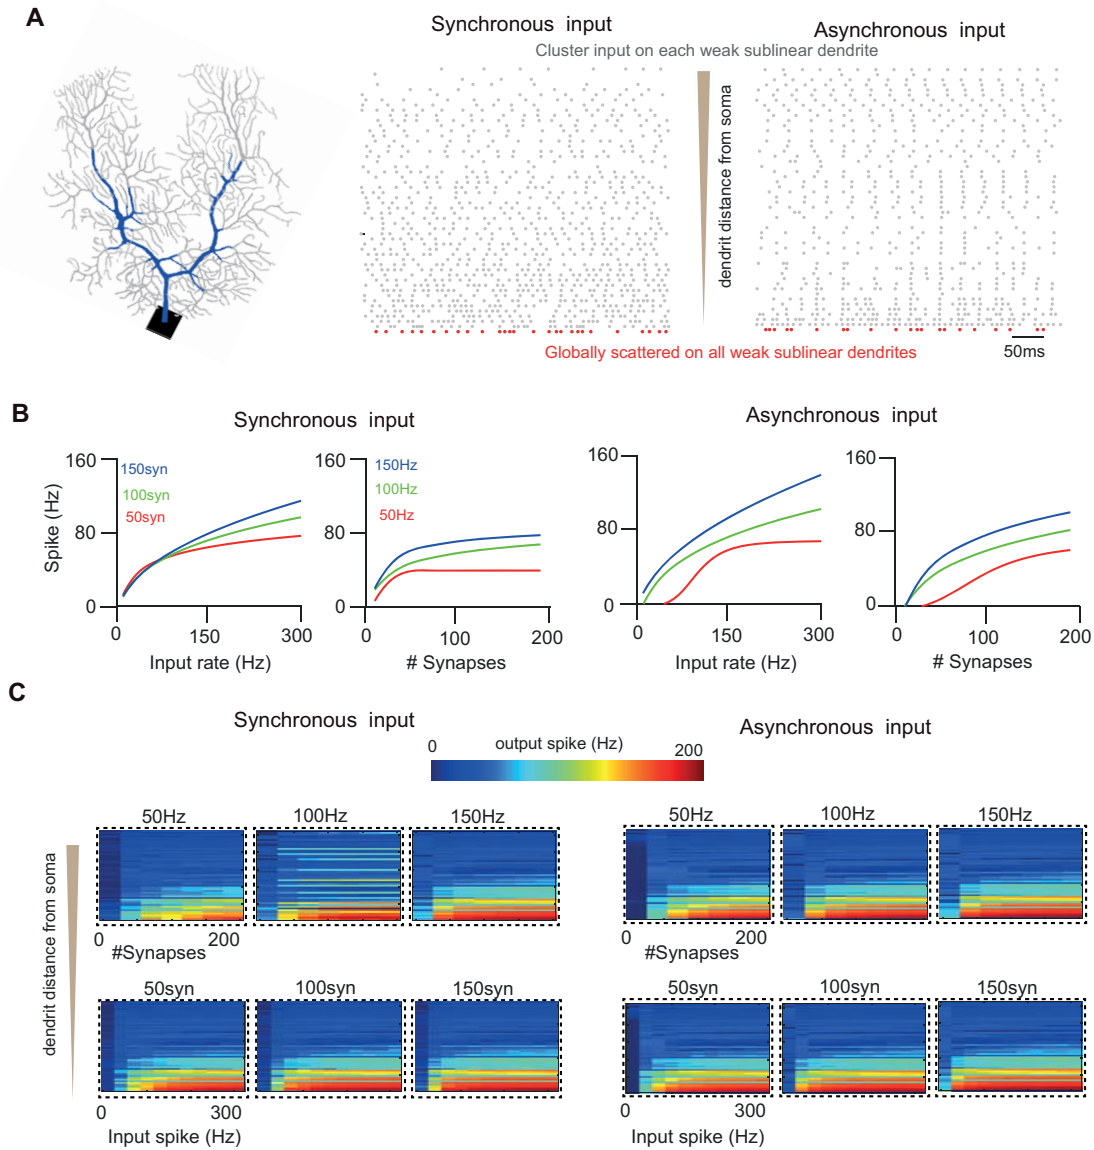 A
Synchronous input
Asynchronous input
Cluster input on each weak sublinear dendrite
dendrit distance from soma
Globally scattered on all weak sublinear dendrites
50ms
B
Synchronous input
Asynchronous input
160
80
0
Spike (Hz)
150syn
100syn
50syn
0
150
300
Input rate (Hz)
160
80
0
150Hz
100Hz
50Hz
0
100
200
# Synapses
160
80
0
0
150
300
Input rate (Hz)
160
80
0
0
100
200
# Synapses
C
Synchronous input
Asynchronous input
0
output spike (Hz)
200
dendrit distance from soma
50Hz
100Hz
150Hz
0
200
#Synapses
50Hz
100Hz
150Hz
0
200
#Synapses
50syn
100syn
150syn
0
300
Input spike (Hz)
50syn
100syn
150syn
0
300
Input spike (Hz)